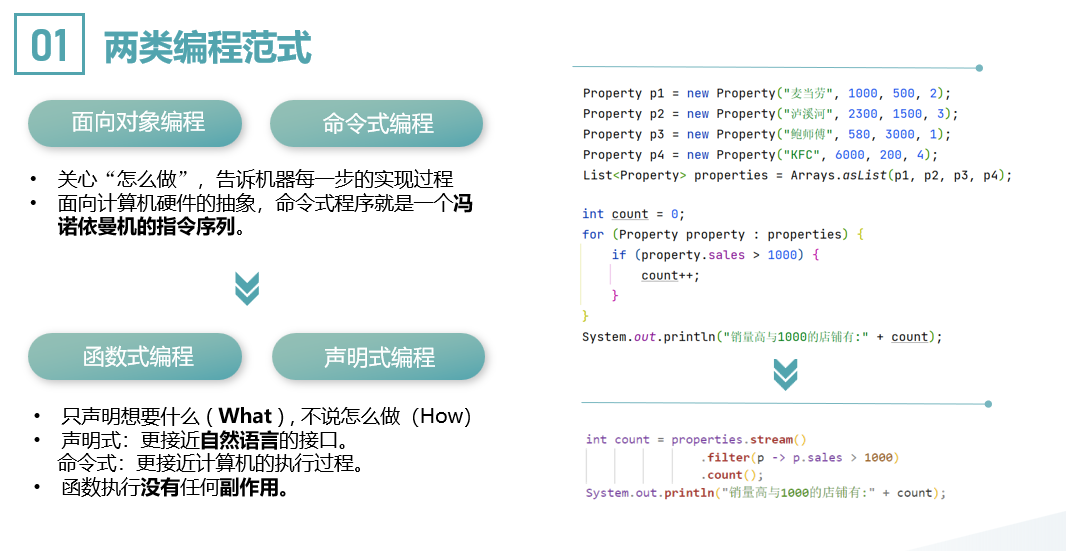 01 两类编程范式
面向对象编程 命令式编程
• 关心“怎么做”，告诉机器每一步的实现过程
• 面向计算机硬件的抽象，命令式程序就是一个冯
诺依曼机的指令序列。
函数式编程 声明式编程
• 只声明想要什么 ( What ) , 不说怎么做（How）
• 声明式：更接近自然语言的接口。
命令式：更接近计算机的执行过程。
• 函数执行没有任何副作用。
Property p1 = new Property("麦当劳", 1000, 500, 2);
Property p2 = new Property("泸溪河", 2300, 1500, 3);
Property p3 = new Property("鲍师傅", 580, 3000, 1);
Property p4 = new Property("KFC", 6000, 200, 4);
List<Property> properties = Arrays.asList(p1, p2, p3, p4);
int count = 0;
for (Property property : properties) {
if (property.sales > 1000) {
count++;
}
}
System.out.println("销量高与1000的店铺有:" + count);
int count = properties.stream()
.filter(p -> p.sales > 1000)
.count();
System.out.println("销量高与1000的店铺有:" + count);